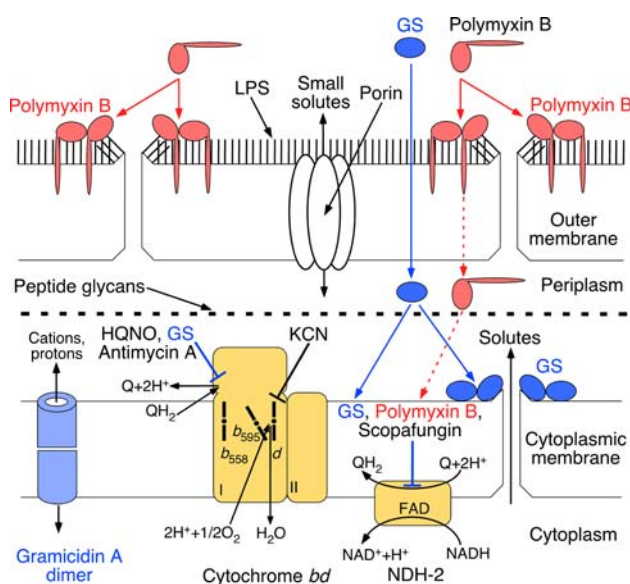 GS
Polymyxin B
Polymyxin B
LPS
Small
solutes
Porin
Polymyxin B
Outer
membrane
Peptide glycans
Periplasm
Cations,
protons
HQNO, GS
Antimycin A
KCN
Solutes
GS
Q+2H⁺
QH₂
GS, Polymyxin B,
Scopafungin
b₅₅₈
b₅₉₅
d
I
II
Cytoplasmic
membrane
QH₂
Q+2H⁺
FAD
2H⁺+1/2O₂
H₂O
NAD⁺+H⁺
NADH
Cytoplasm
Gramicidin A
dimer
Cytochrome bd
NDH-2